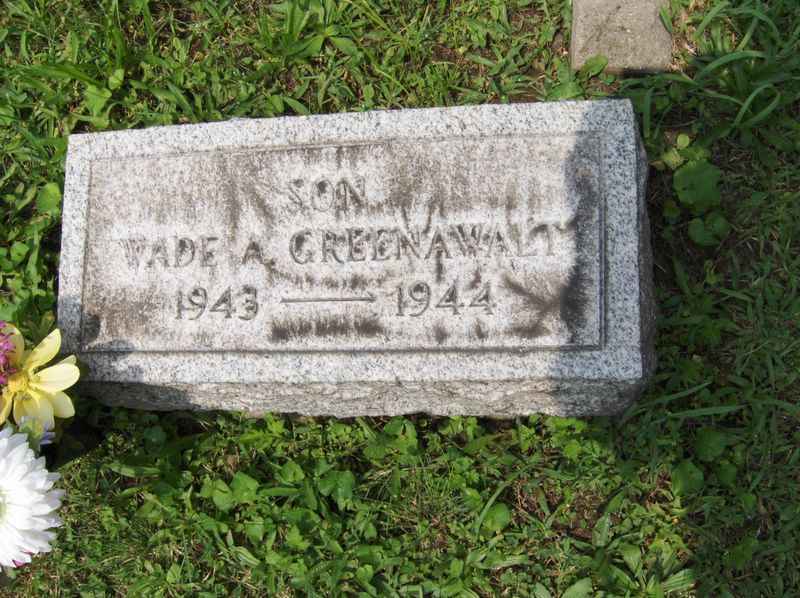 SON
WADE A. GREENAWALT
1943 — 1944